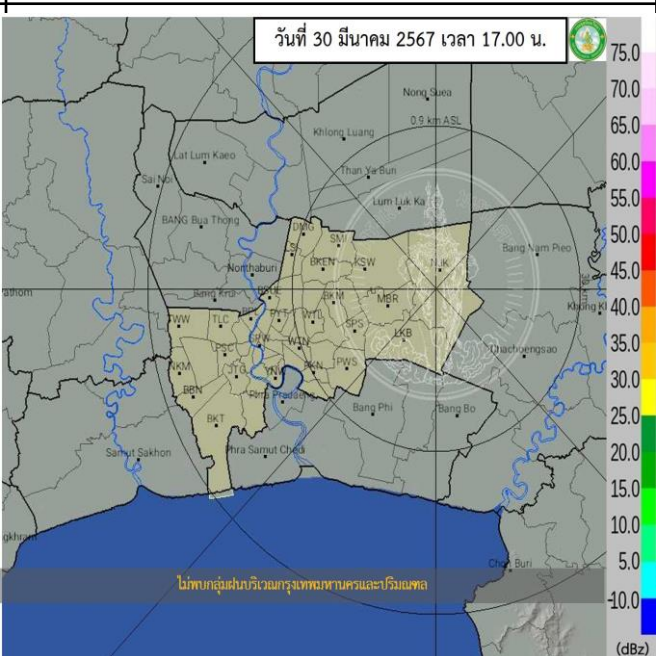 วันที่ 30 มีนาคม 2567 เวลา 17.00 น.
75.0
70.0
65.0
60.0
55.0
50.0
45.0
40.0
35.0
30.0
25.0
20.0
15.0
10.0
5.0
-10.0
(dBz)
Nong Suea
0.9 km ASL
Khlong Luang
Lat Lum Kaeo
Than Ya Buri
Sai Noi
Lum Luk Ka
BANG Bua Thong
DMG
SMI
LSI
Bang Nam Pieo
Nonthaburi
BKEN
KSW
NJK
BKM
MBR
TWW
TLC
PYT
SPS
LKB
PSC
WTN
Chachoengsao
NKM
JTG
PWS
BBN
Phra Pradaeng
BKT
Bang Phi
Bang Bo
Samut Sakhon
Phra Samut Chedi
Chon Buri
ไม่พบกลุ่มฝนบริเวณกรุงเทพมหานครและปริมณฑล